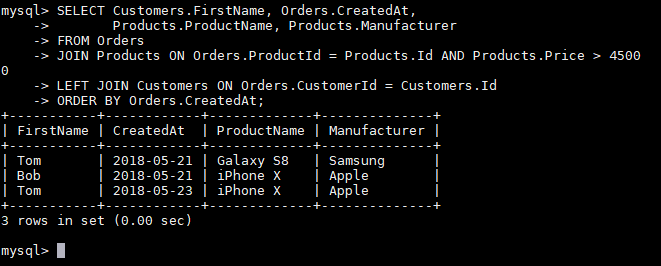 mysql> SELECT Customers.FirstName, Orders.CreatedAt,
    ->        Products.ProductName, Products.Manufacturer
    -> FROM Orders
    -> JOIN Products ON Orders.ProductId = Products.Id AND Products.Price > 4500
0
    -> LEFT JOIN Customers ON Orders.CustomerId = Customers.Id
    -> ORDER BY Orders.CreatedAt;
+-----------+------------+-------------+--------------+
| FirstName | CreatedAt  | ProductName | Manufacturer |
+-----------+------------+-------------+--------------+
| Tom       | 2018-05-21 | Galaxy S8   | Samsung      |
| Bob       | 2018-05-21 | iPhone X    | Apple        |
| Tom       | 2018-05-23 | iPhone X    | Apple        |
+-----------+------------+-------------+--------------+
3 rows in set (0.00 sec)
mysql>